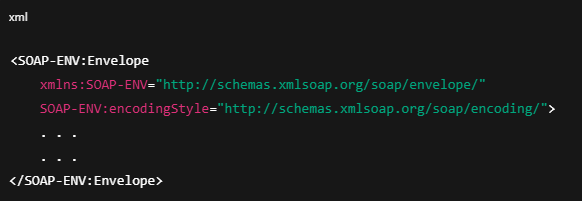 xml
<SOAP-ENV:Envelope
xmlns:SOAP-ENV="http://schemas.xmlsoap.org/soap/envelope/"
SOAP-ENV:encodingStyle="http://schemas.xmlsoap.org/soap/encoding/">
. . .
. . .
</SOAP-ENV:Envelope>